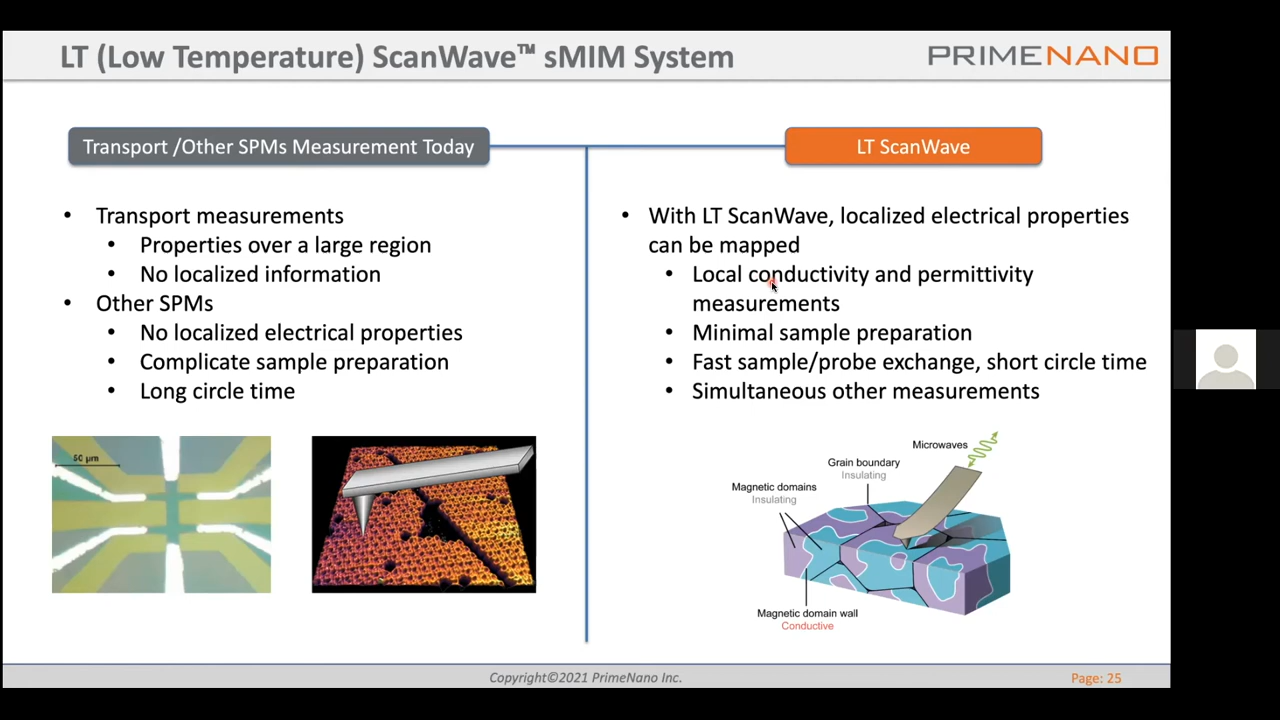 LT (Low Temperature) ScanWave™ sMIM System
PRIMENANO
Transport /Other SPMs Measurement Today
LT ScanWave
• Transport measurements
• Properties over a large region
• No localized information
• Other SPMs
• No localized electrical properties
• Complicate sample preparation
• Long circle time
• With LT ScanWave, localized electrical properties
can be mapped
• Local conductivity and permittivity
measurements
• Minimal sample preparation
• Fast sample/probe exchange, short circle time
• Simultaneous other measurements
50 μm
Microwaves
Grain boundary
Insulating
Magnetic domains
Insulating
Magnetic domain wall
Conductive
Copyright©2021 PrimeNano Inc.
Page: 25